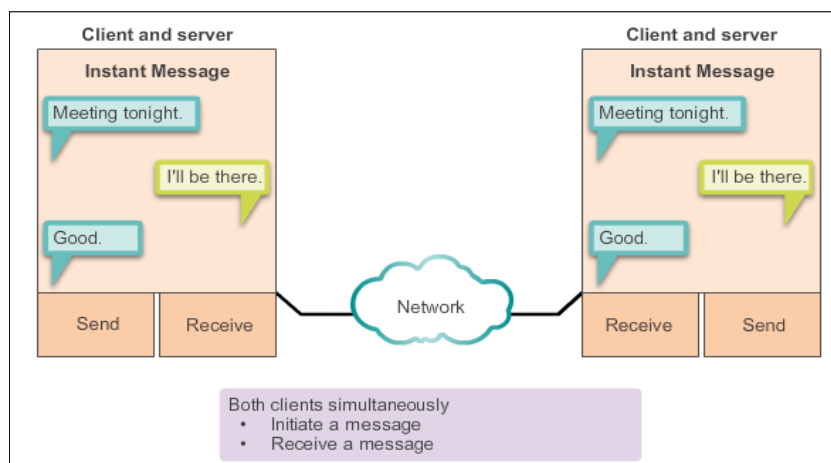 Client and server
Instant Message
Meeting tonight.
I'll be there.
Good.
Send
Receive
Network
Client and server
Instant Message
Meeting tonight.
I'll be there.
Good.
Receive
Send
Both clients simultaneously
• Initiate a message
• Receive a message